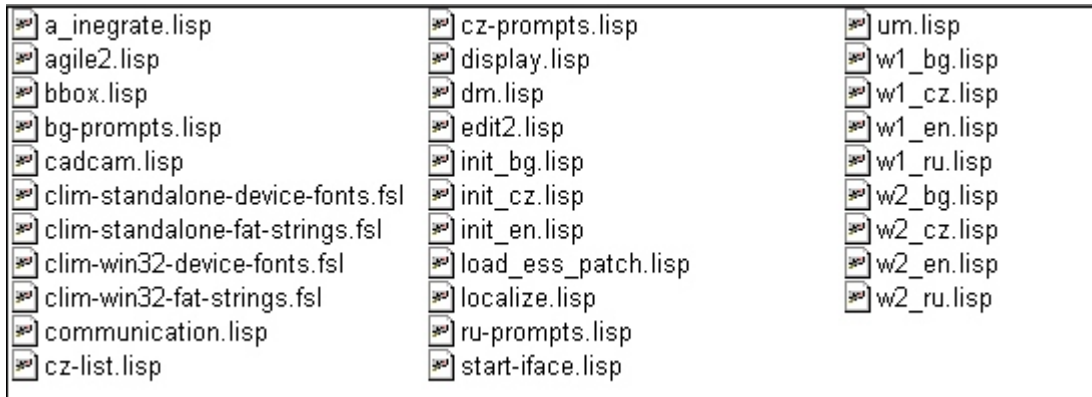 a_inegrate.lisp
agile2.lisp
bbox.lisp
bg-prompts.lisp
cadcam.lisp
clim-standalone-device-fonts.fsl
clim-standalone-fat-strings.fsl
clim-win32-device-fonts.fsl
clim-win32-fat-strings.fsl
communication.lisp
cz-list.lisp
cz-prompts.lisp
display.lisp
dm.lisp
edit2.lisp
init_bg.lisp
init_cz.lisp
init_en.lisp
load_ess_patch.lisp
localize.lisp
ru-prompts.lisp
start-iface.lisp
um.lisp
w1_bg.lisp
w1_cz.lisp
w1_en.lisp
w1_ru.lisp
w2_bg.lisp
w2_cz.lisp
w2_en.lisp
w2_ru.lisp